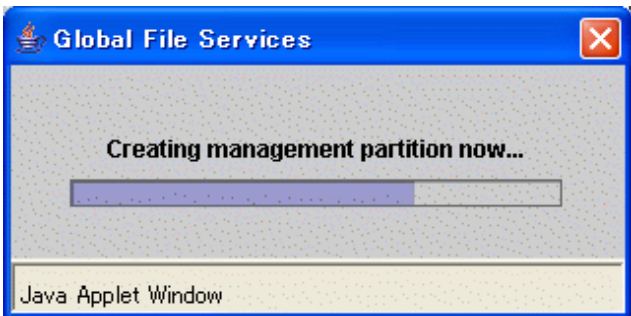 Global File Services
Creating management partition now...
Java Applet Window